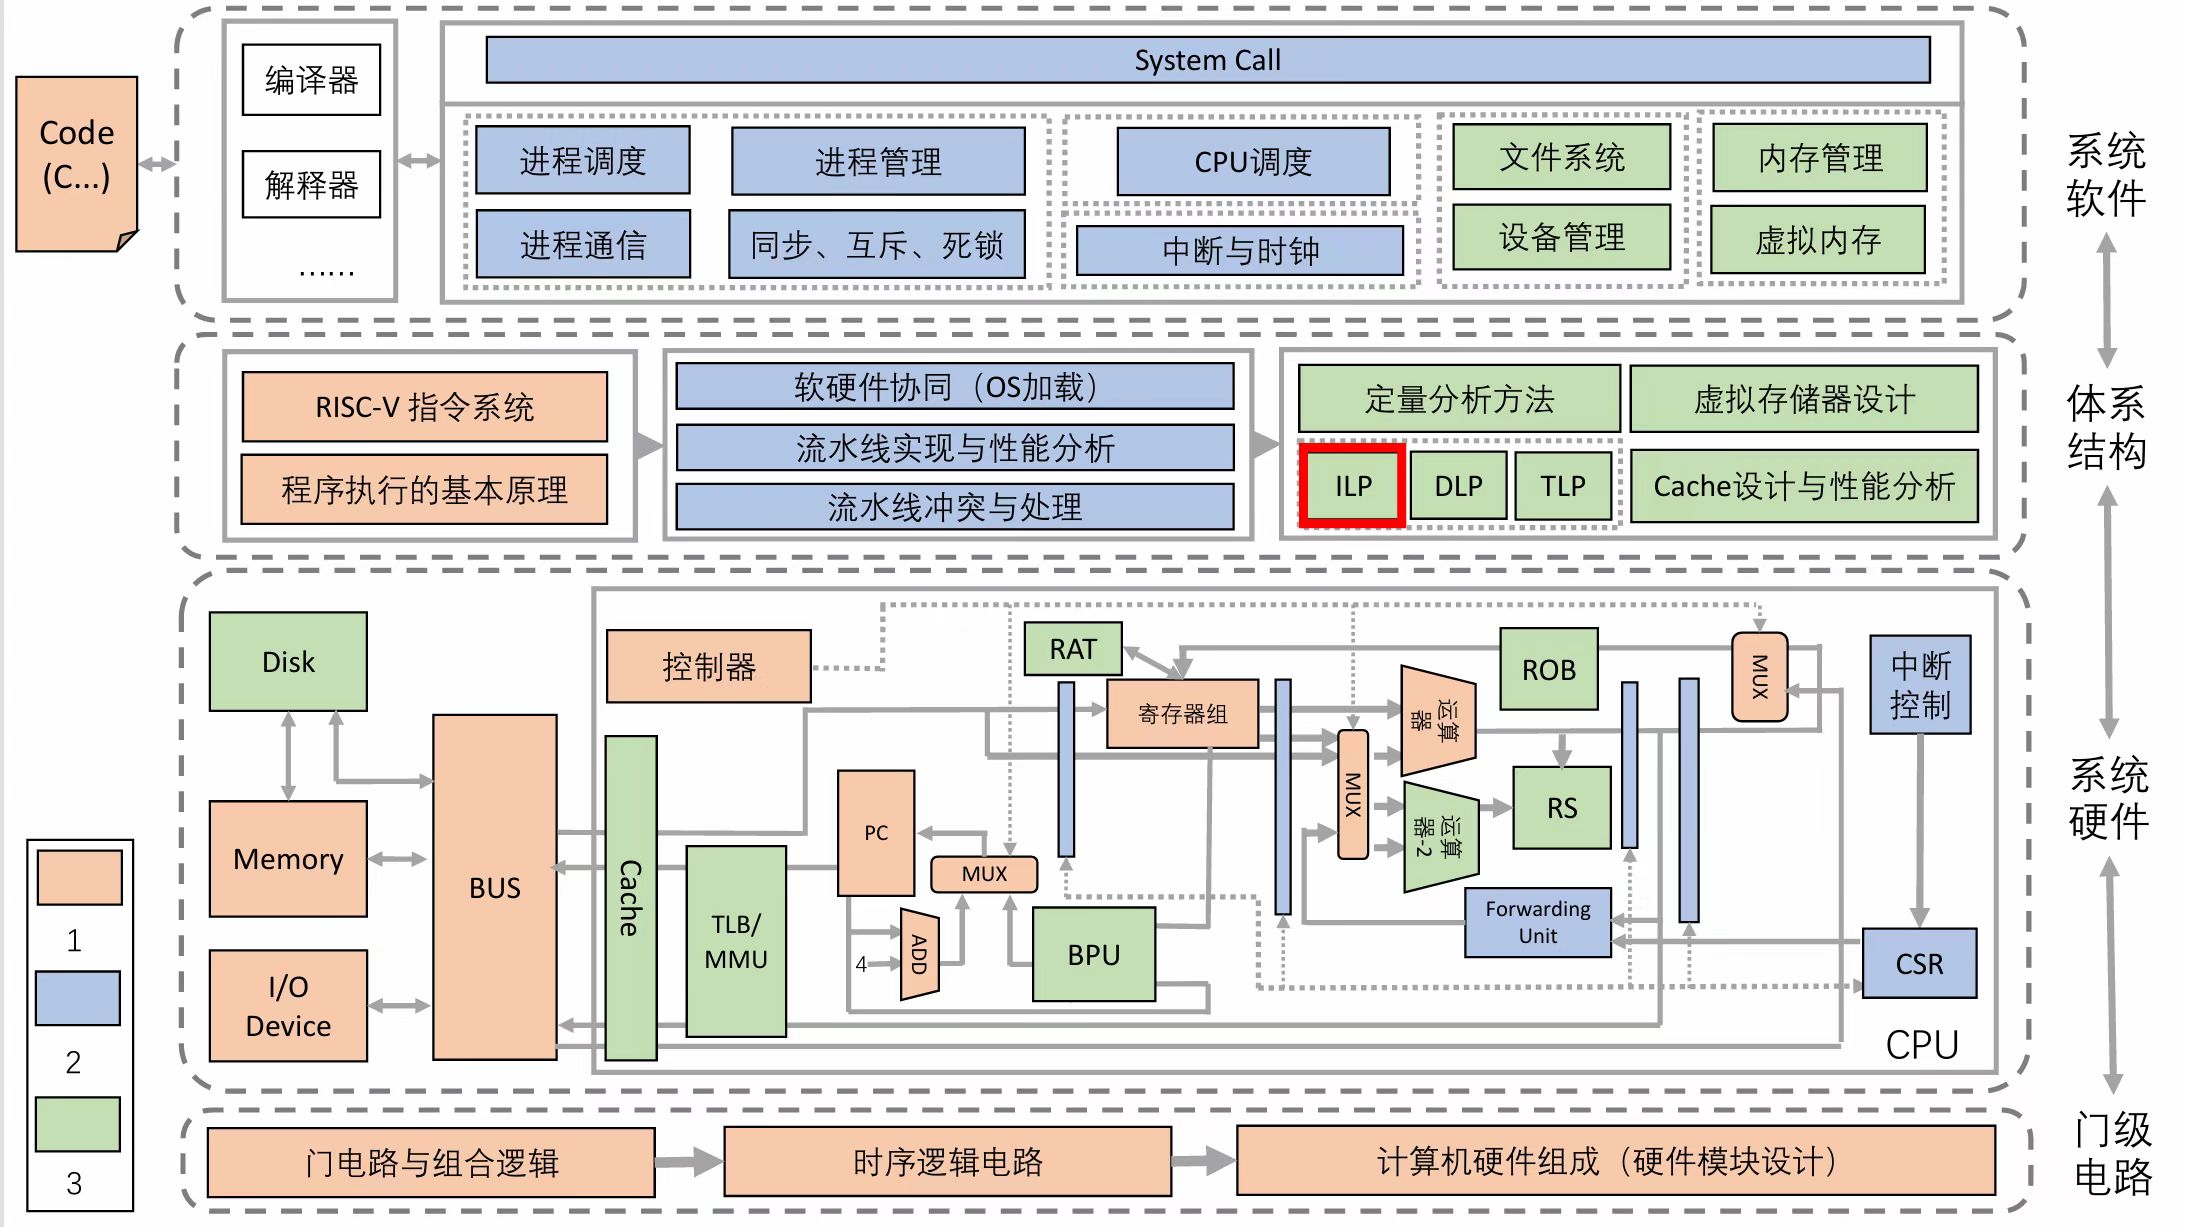 System Call
编译器
Code
(C...)
解释器
......
进程调度
进程管理
CPU调度
文件系统
内存管理
进程通信
同步、互斥、死锁
中断与时钟
设备管理
虚拟内存
系统
软件
RISC-V 指令系统
程序执行的基本原理
软硬件协同（OS加载）
流水线实现与性能分析
流水线冲突与处理
定量分析方法
虚拟存储器设计
ILP
DLP
TLP
Cache设计与性能分析
体系
结构
Disk
Memory
I/O
Device
BUS
控制器
Cache
TLB/
MMU
PC
MUX
4
ADD
BPU
RAT
寄存器组
MUX
运算
器
运算
器-2
ROB
RS
Forwarding
Unit
MUX
中断
控制
CSR
CPU
系统
硬件
1
2
3
门电路与组合逻辑
时序逻辑电路
计算机硬件组成（硬件模块设计）
门级
电路